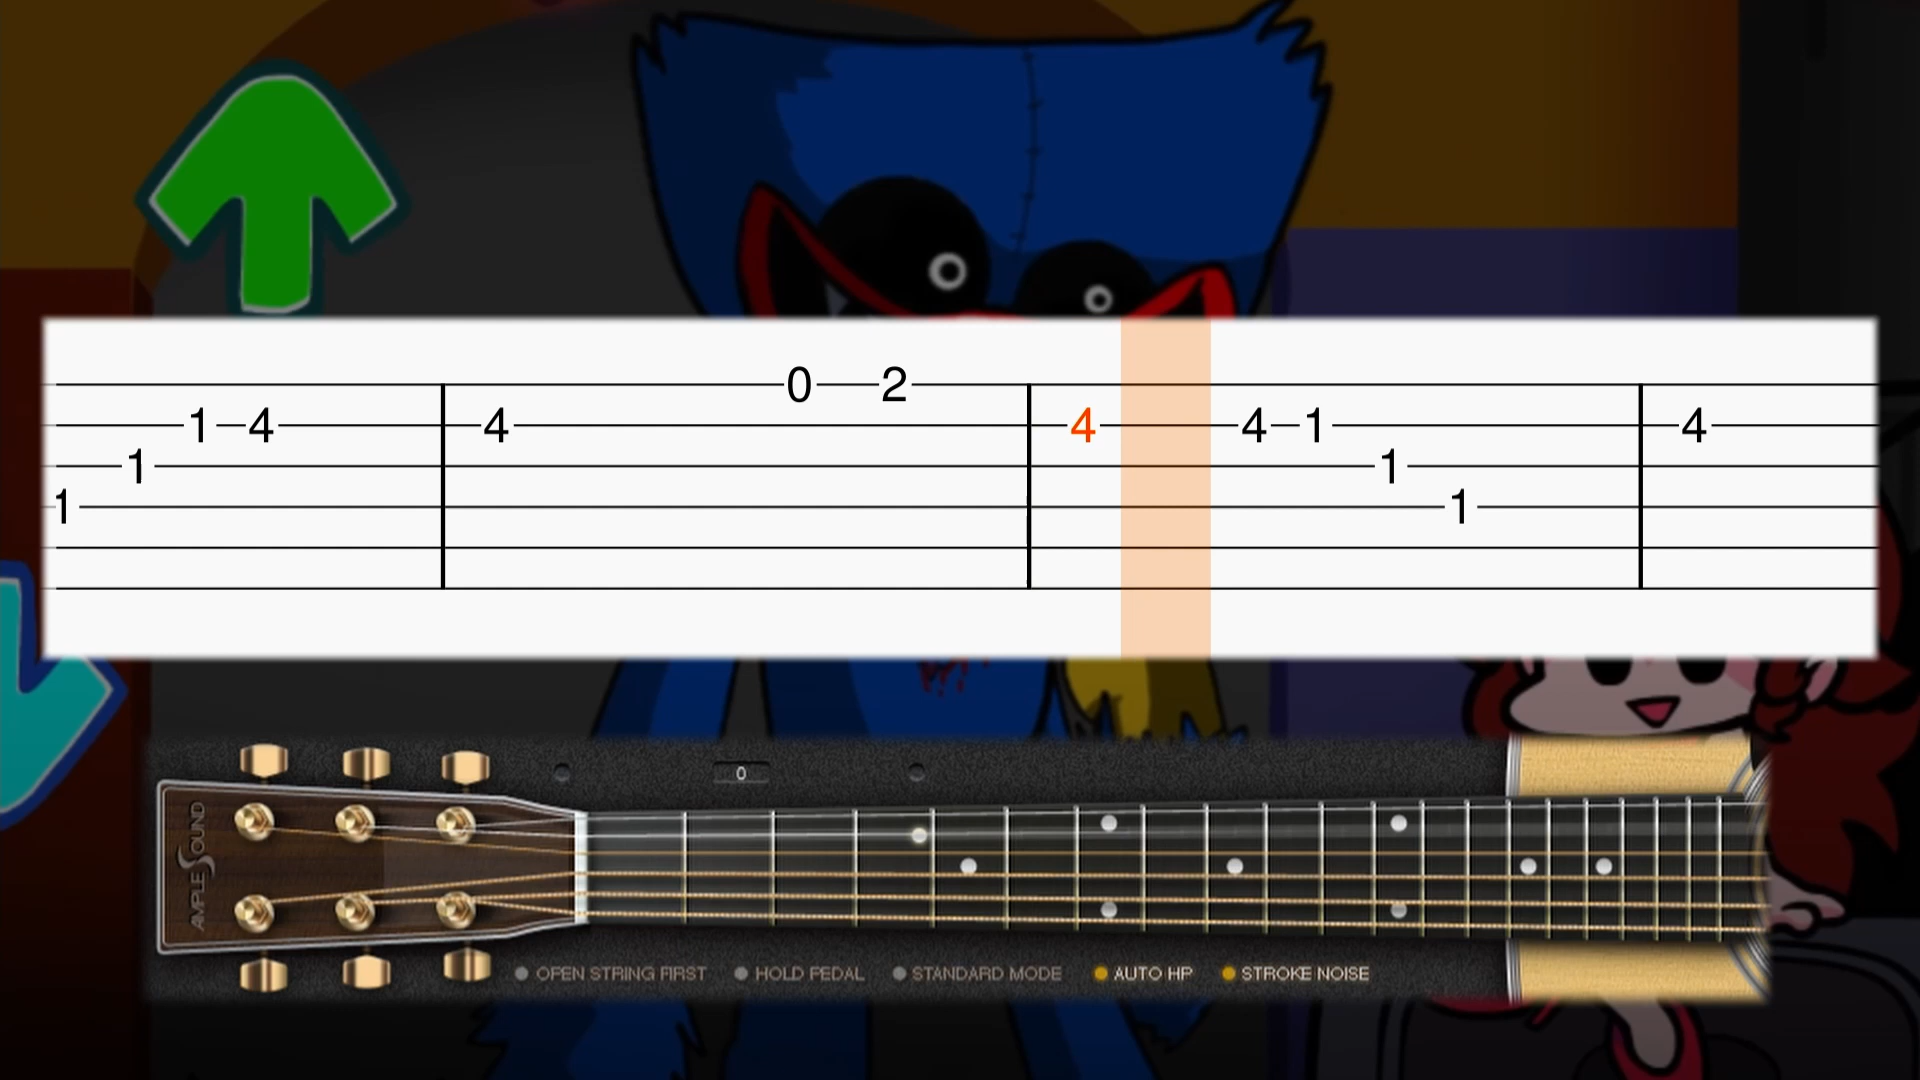 0 2
1 4 4 4 4 1 4
1 1
1 1
0
AMPLE SOUND
OPEN STRING FIRST HOLD PEDAL STANDARD MODE AUTO HP STROKE NOISE